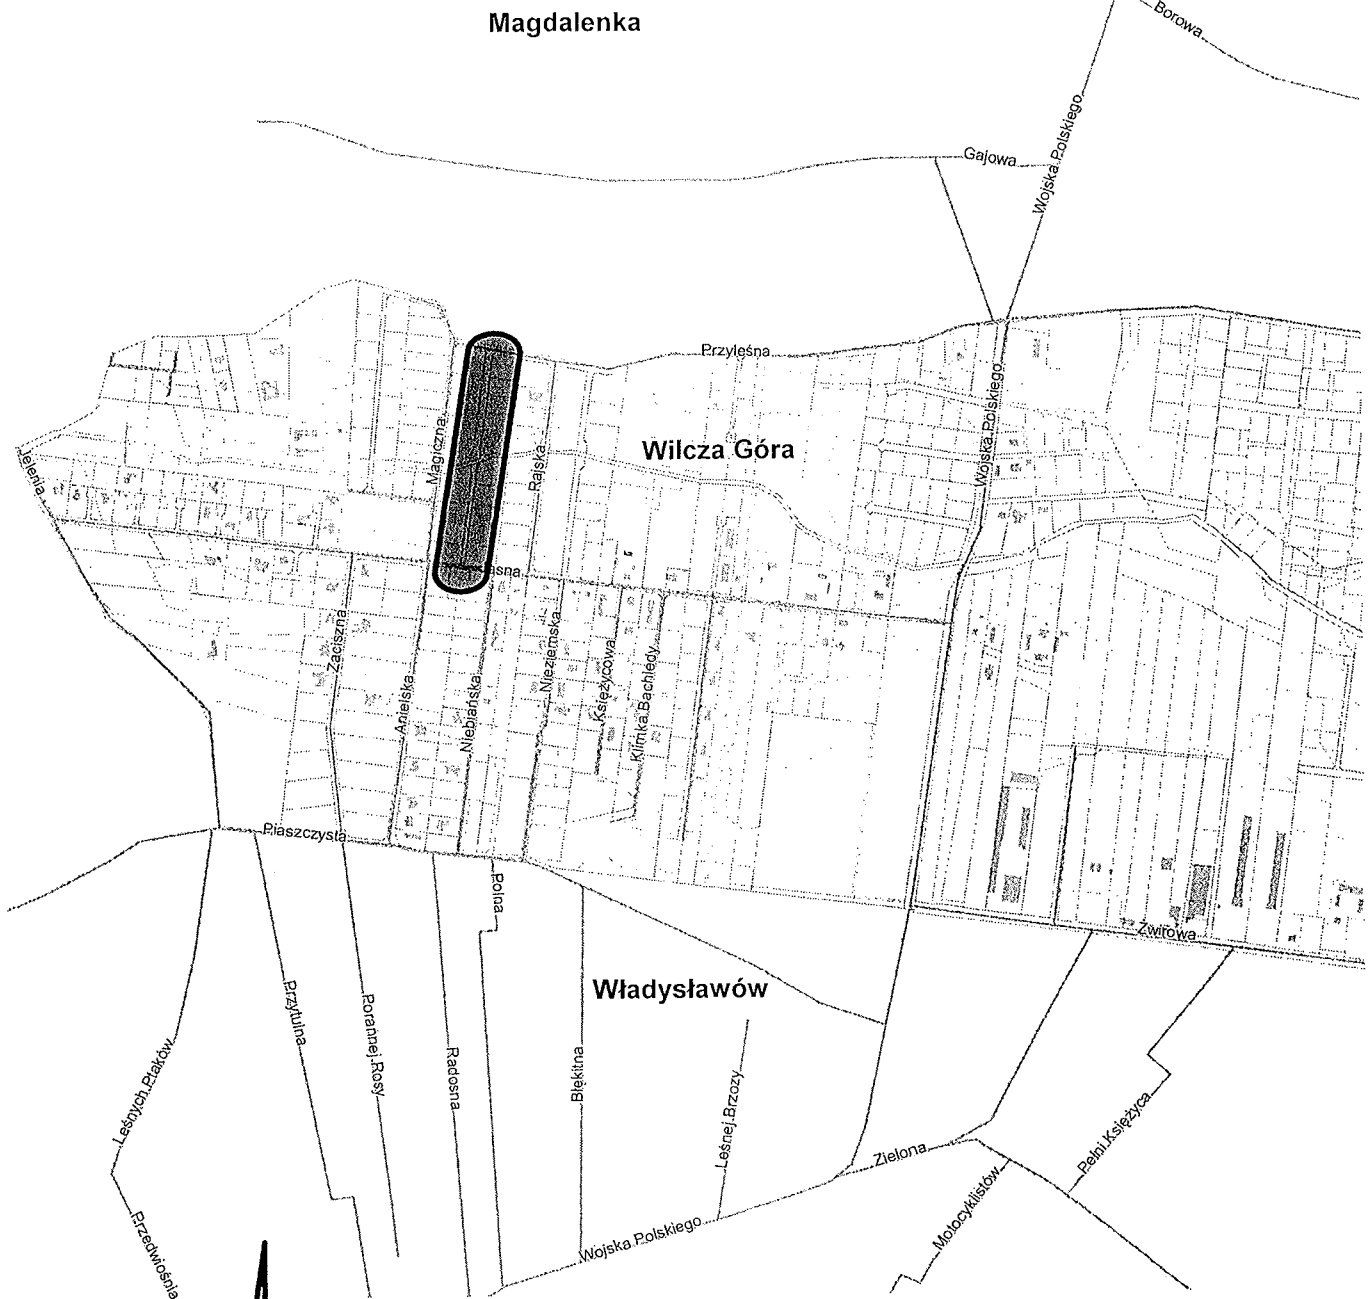 Magdalenka
Borowa
Wojska Polskiego
Gajowa
Przyleśna
Wojska Polskiego
Magiczna
Rajska
Wilcza Góra
Jelenia
Zaciszna
Anielska
Niebiańska
Nieziemska
Księżycowa
Klimka Bachledy
Piaszczysta
Polna
Żwirowa
Władysławów
Przytulna
Porannej Rosy
Radosna
Błękitna
Leśnej Brzozy
Leśnych Ptaków
Pełni Księżyca
Zielona
Motocyklistów
Wojska Polskiego
Przedwiośnia